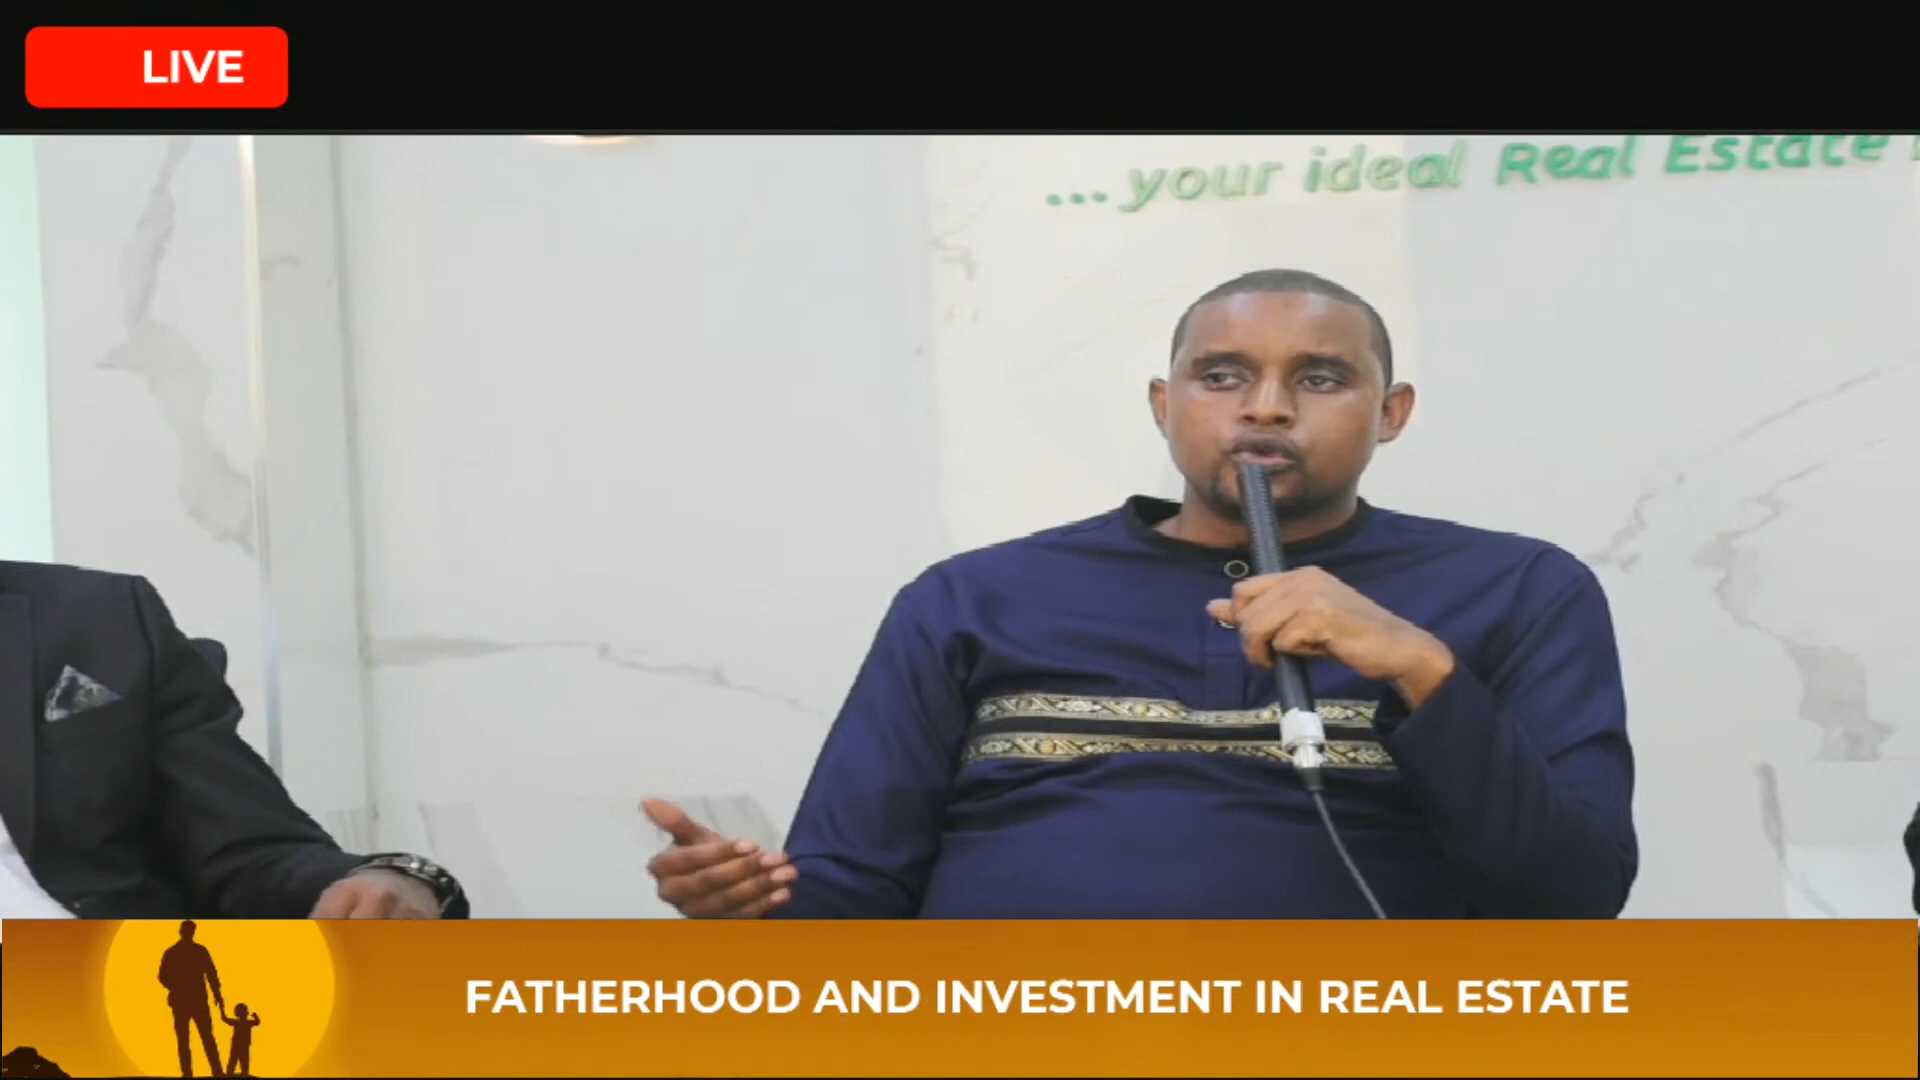 LIVE
...your ideal Real Estate
FATHERHOOD AND INVESTMENT IN REAL ESTATE